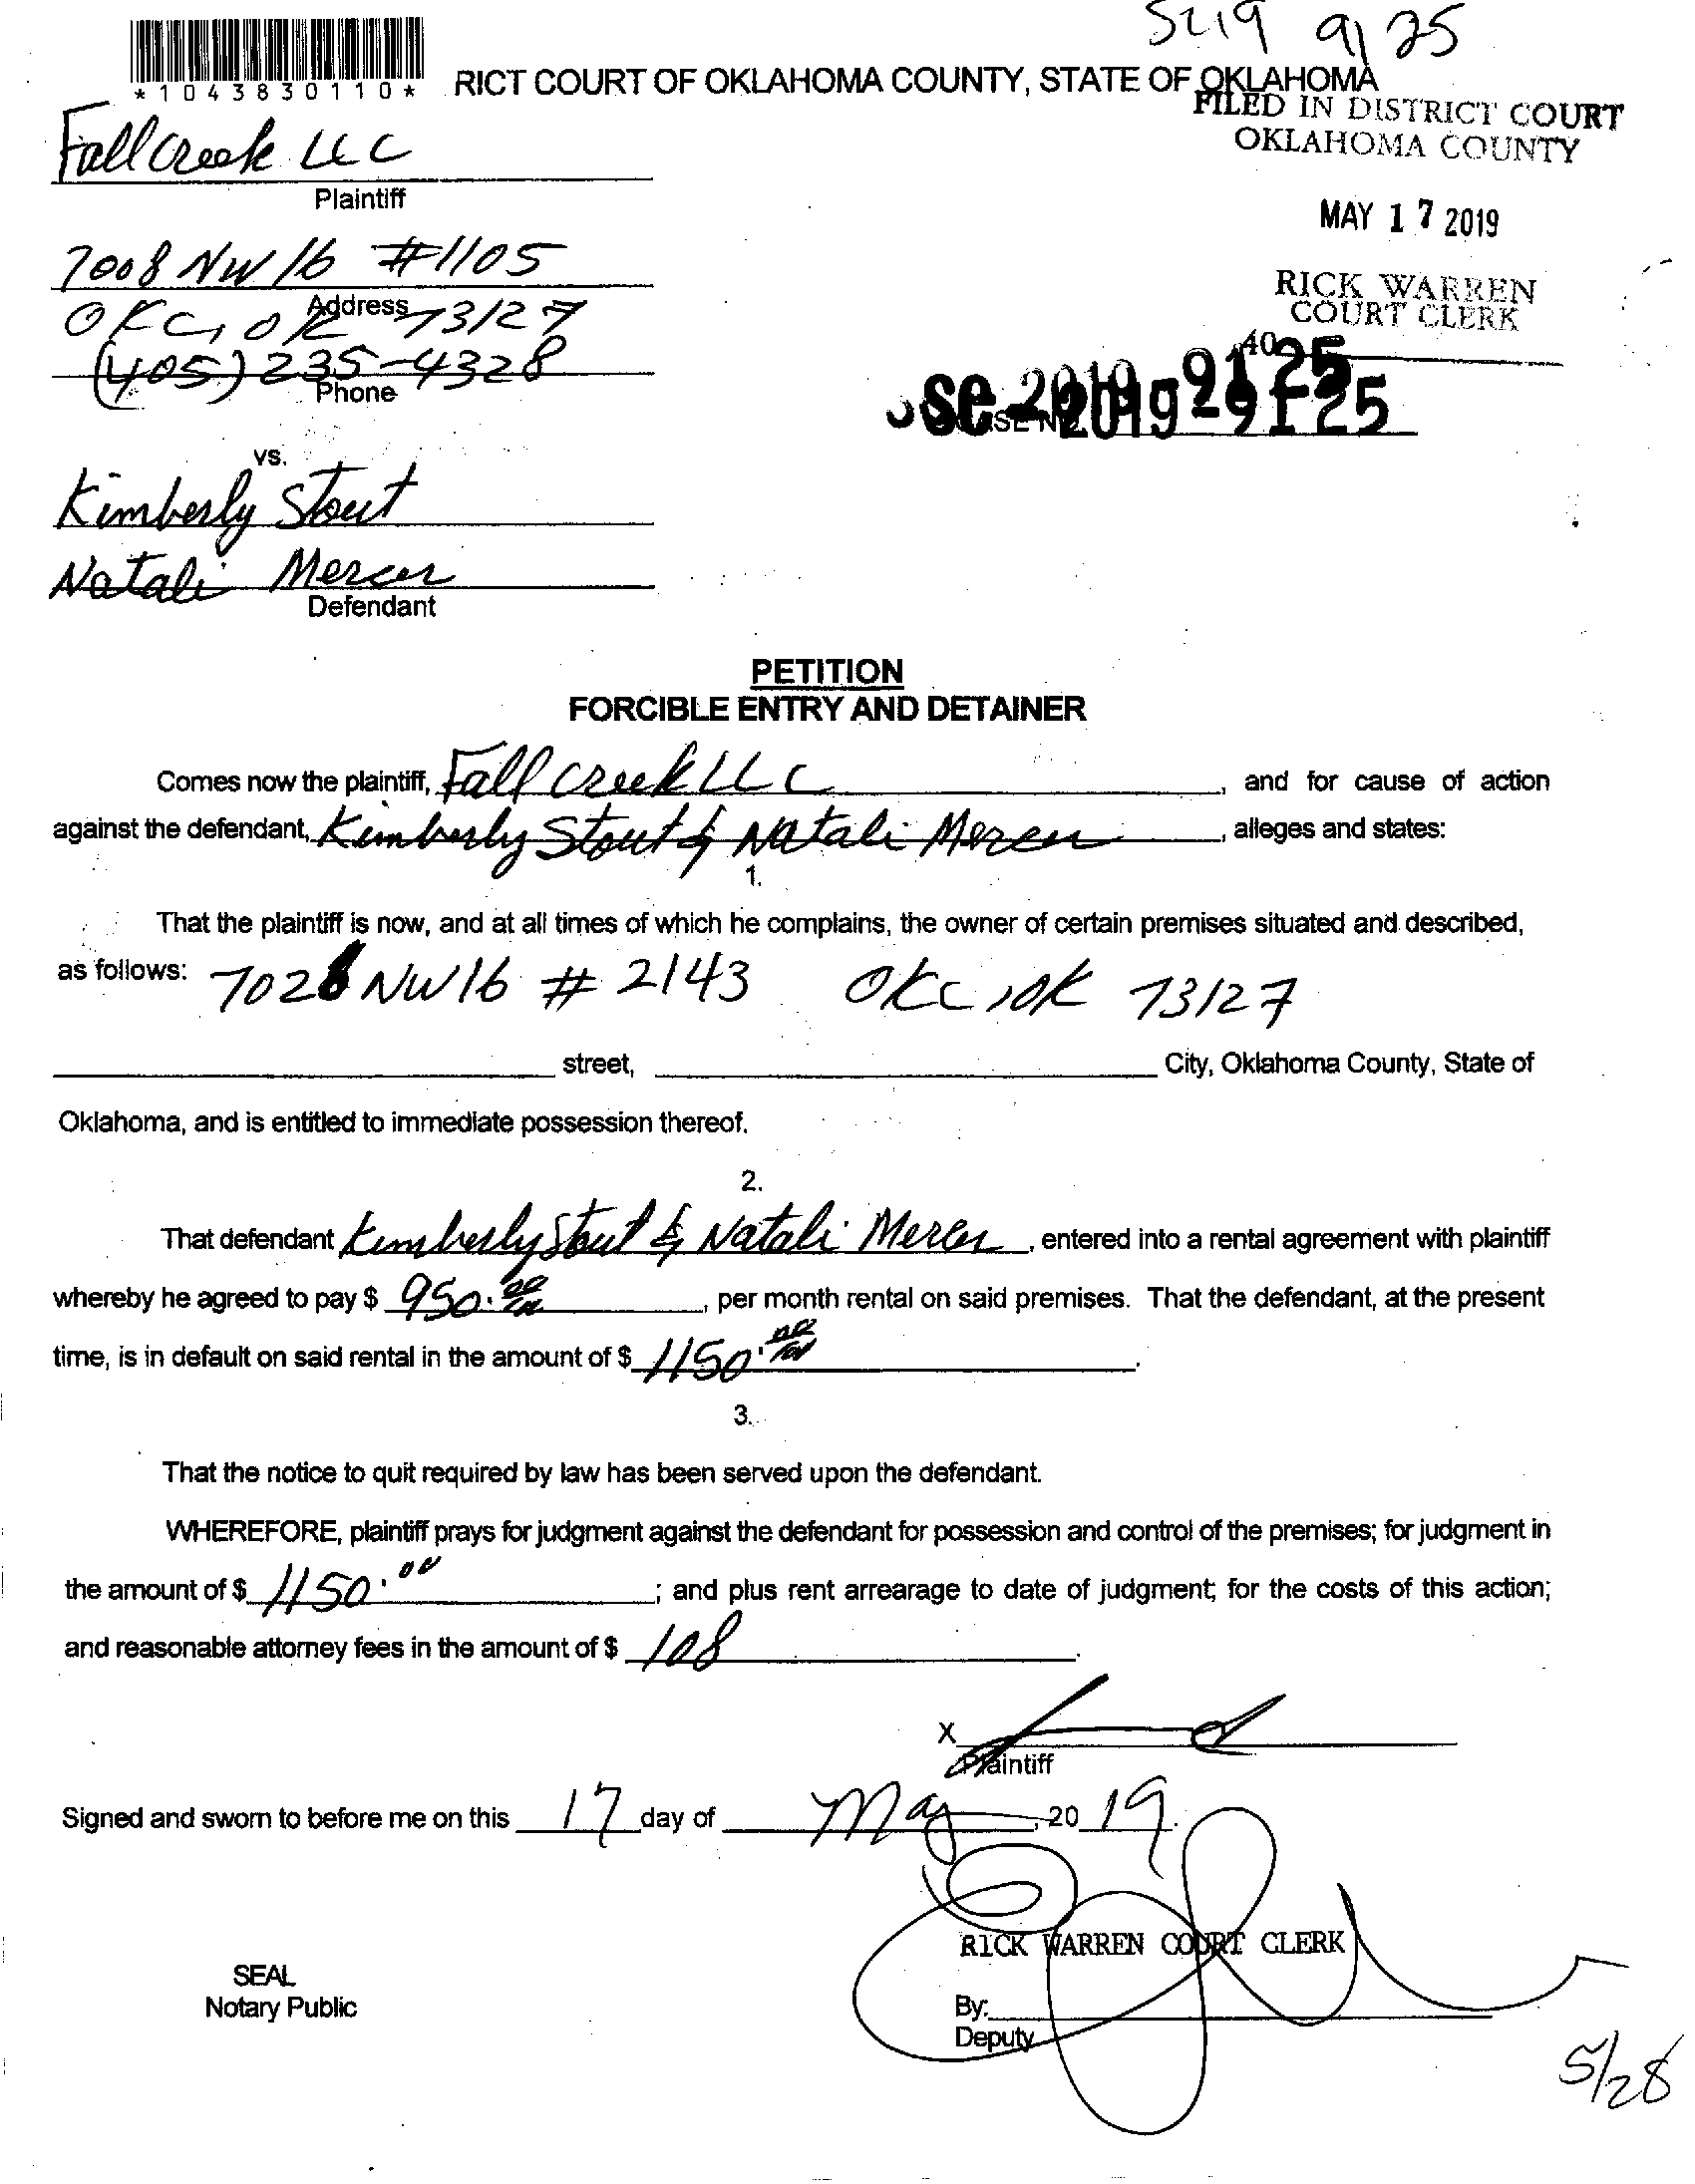 SC19 9125
*1043830110*
RICT COURT OF OKLAHOMA COUNTY, STATE OF OKLAHOMA
FILED IN DISTRICT COURT
OKLAHOMA COUNTY
Fall Creek LLC
Plaintiff
MAY 17 2019
7008 NW 16 #1105
Address
RICK WARREN
COURT CLERK
OKC, OK 73127
(405) 235-4328
Phone
40
2019-9125
vs.
Kimberly Stout
Natali Mercer
Defendant
PETITION
FORCIBLE ENTRY AND DETAINER
Comes now the plaintiff, Fall Creek LLC, and for cause of action
against the defendant, Kimberly Stout & Natali Mercer, alleges and states:
1.
That the plaintiff is now, and at all times of which he complains, the owner of certain premises situated and described,
as follows: 7028 NW 16 # 2143 OKC, OK 73127
street, City, Oklahoma County, State of
Oklahoma, and is entitled to immediate possession thereof.
2.
That defendant Kimberly Stout & Natali Mercer, entered into a rental agreement with plaintiff
whereby he agreed to pay $ 950.00, per month rental on said premises. That the defendant, at the present
time, is in default on said rental in the amount of $ 1150.00.
3.
That the notice to quit required by law has been served upon the defendant.
WHEREFORE, plaintiff prays for judgment against the defendant for possession and control of the premises; for judgment in
the amount of $ 1150.00; and plus rent arrearage to date of judgment; for the costs of this action;
and reasonable attorney fees in the amount of $ 108.
X
Plaintiff
Signed and sworn to before me on this 17 day of May, 2019.
RICK WARREN COURT CLERK
SEAL
Notary Public
By:
Deputy
5/28